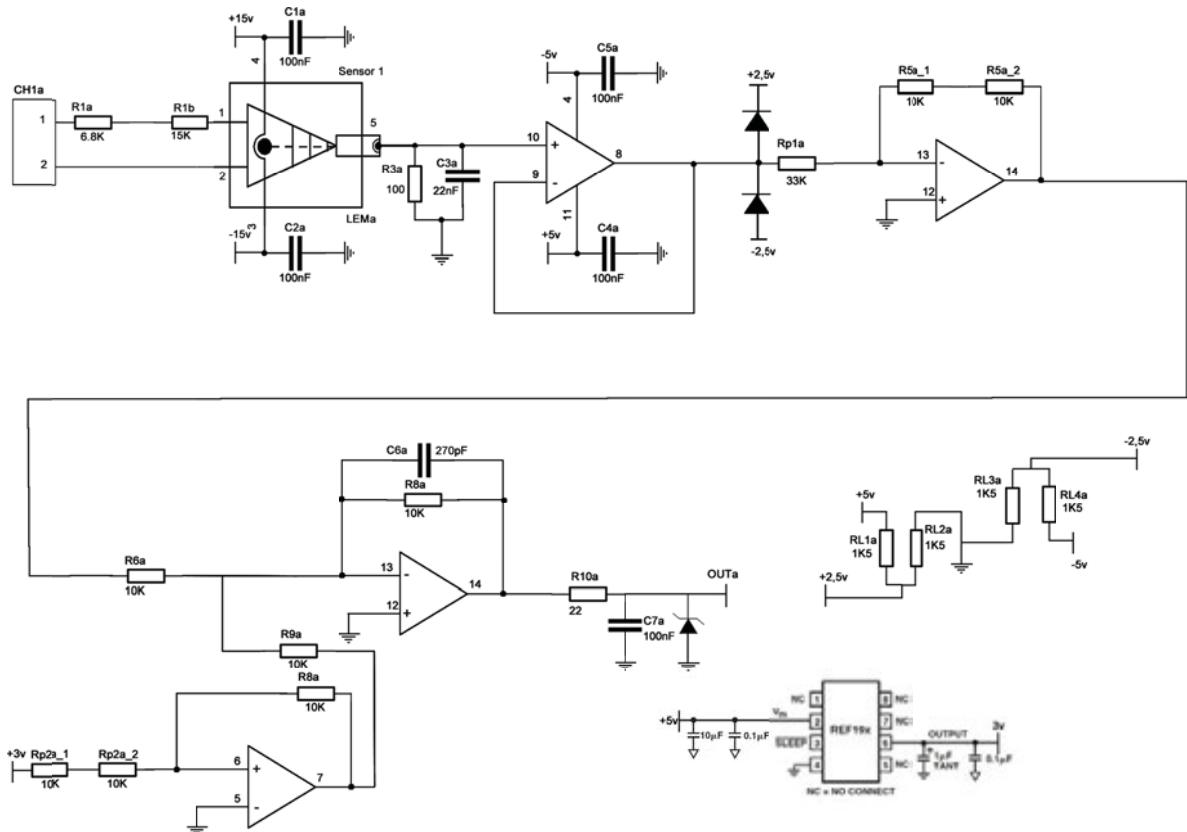 C1a
+15v
100nF
4
Sensor 1
CH1a
R1a
R1b
1
1
5
6.8K
15K
2
2
R3a
100
C3a
22nF
LEMa
3
-15v
C2a
100nF
C5a
-5v
4
100nF
10
+
8
9
-
11
+5v
C4a
100nF
+2,5v
Rp1a
33K
-2,5v
R5a_1
R5a_2
10K
10K
13
-
14
12
+
C6a
270pF
R8a
10K
R6a
10K
13
-
14
12
+
R10a
22
OUTa
C7a
100nF
R9a
10K
R8a
10K
+3v
Rp2a_1
Rp2a_2
10K
10K
6
+
7
5
-
-2,5v
RL3a
1K5
RL4a
1K5
+5v
RL1a
1K5
RL2a
1K5
-5v
+2,5v
NC
1
8
NC
+5v
VIN
2
7
NC
REF19x
10µF
0.1µF
SLEEP
3
6
OUTPUT
3v
+
1µF
TANT
0.1µF
4
5
NC
NC = NO CONNECT